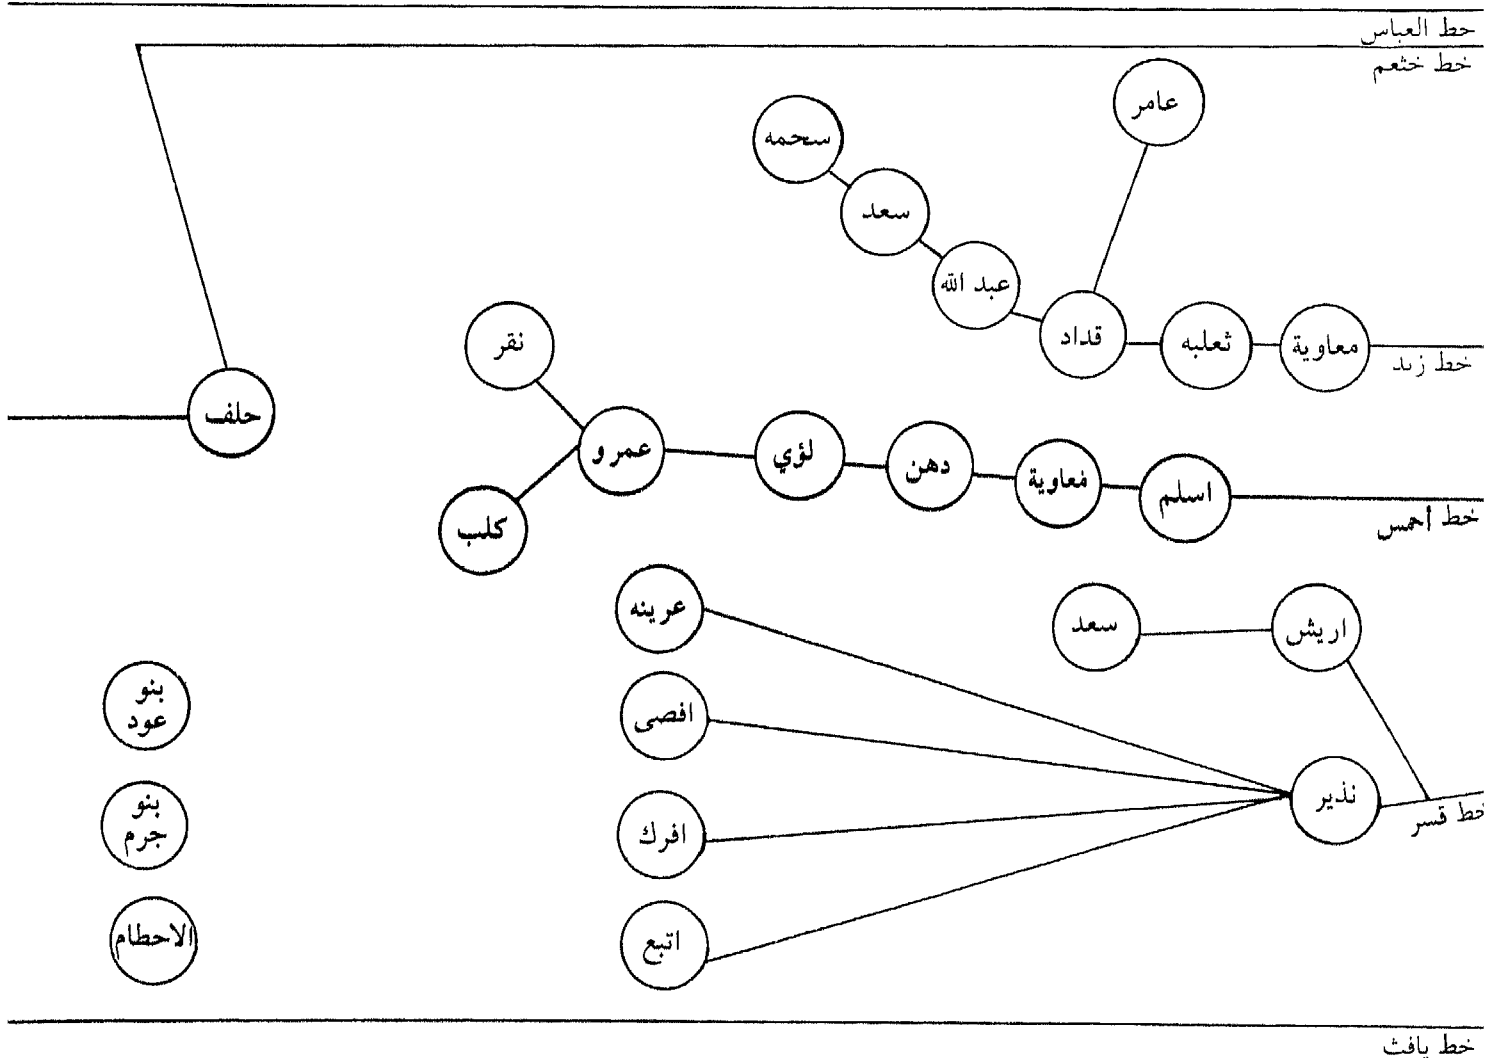 خط العباس
خط خثعم
عامر
سحمه
سعد
عبد الله
قداد
ثعلبه
معاوية
خط زيد
نقر
حلف
عمرو
لؤي
دهن
معاوية
اسلم
خط أحمس
كلب
عرينه
سعد
اريش
بنو
عود
افصى
نذير
خط قسر
بنو
جرم
افرك
الاحطام
اتبع
خط يافث